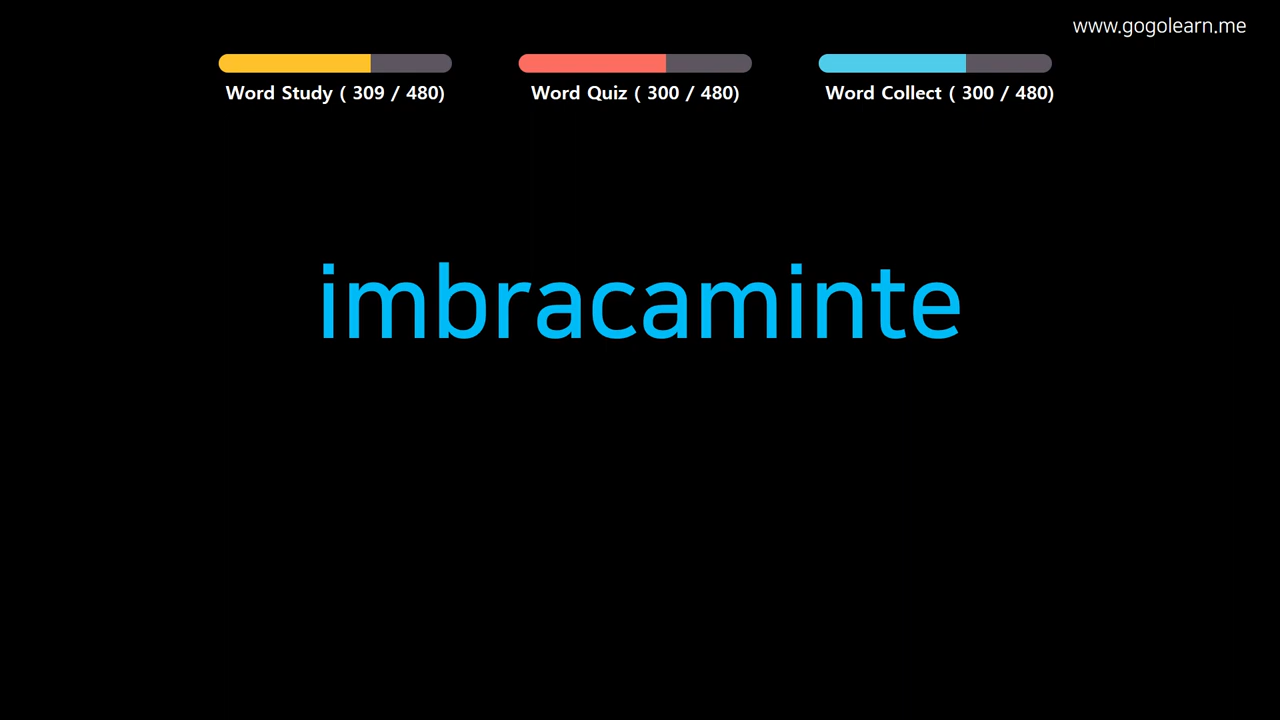 www.gogolearn.me
Word Study ( 309 / 480)
Word Quiz ( 300 / 480)
Word Collect ( 300 / 480)
imbracaminte